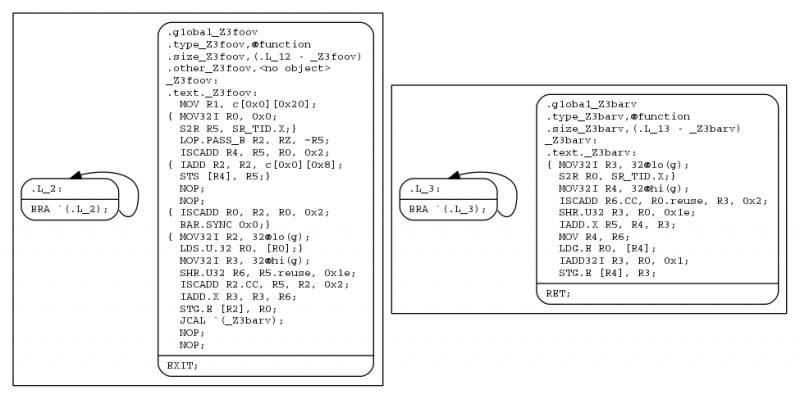 .L_2:
BRA `(.L_2);
.global_Z3foov
.type_Z3foov,@function
.size_Z3foov,(.L_12 - _Z3foov)
.other_Z3foov,<no object>
_Z3foov:
.text._Z3foov:
MOV R1, c[0x0][0x20];
{ MOV32I R0, 0x0;
S2R R5, SR_TID.X;}
LOP.PASS_B R2, RZ, ~R5;
ISCADD R4, R5, R0, 0x2;
{ IADD R2, R2, c[0x0][0x8];
STS [R4], R5;}
NOP;
NOP;
{ ISCADD R0, R2, R0, 0x2;
BAR.SYNC 0x0;}
{ MOV32I R2, 32@lo(g);
LDS.U.32 R0, [R0];}
MOV32I R3, 32@hi(g);
SHR.U32 R6, R5.reuse, 0x1e;
ISCADD R2.CC, R5, R2, 0x2;
IADD.X R3, R3, R6;
STG.E [R2], R0;
JCAL `(_Z3barv);
NOP;
NOP;
EXIT;
.L_3:
BRA `(.L_3);
.global_Z3barv
.type_Z3barv,@function
.size_Z3barv,(.L_13 - _Z3barv)
_Z3barv:
.text._Z3barv:
{ MOV32I R3, 32@lo(g);
S2R R0, SR_TID.X;}
MOV32I R4, 32@hi(g);
ISCADD R6.CC, R0.reuse, R3, 0x2;
SHR.U32 R3, R0, 0x1e;
IADD.X R5, R4, R3;
MOV R4, R6;
LDG.E R0, [R4];
IADD32I R3, R0, 0x1;
STG.E [R4], R3;
RET;